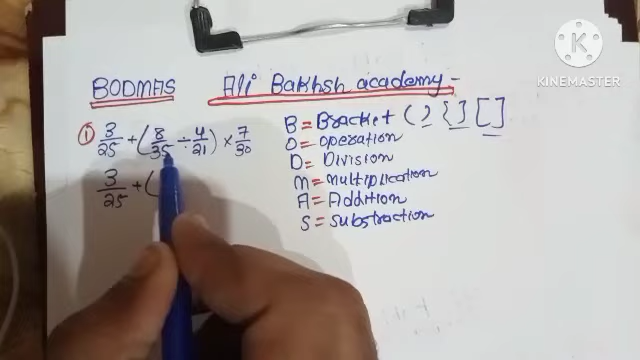 BODMAS Ali Bakhsh academy-
① 3/25 + (8/35 ÷ 4/21) × 7/30
3/25 + (
B = Bracket ( ) { } [ ]
O = operation
D = Division
M = multiplication
A = Addition
S = Substraction
KINEMASTER